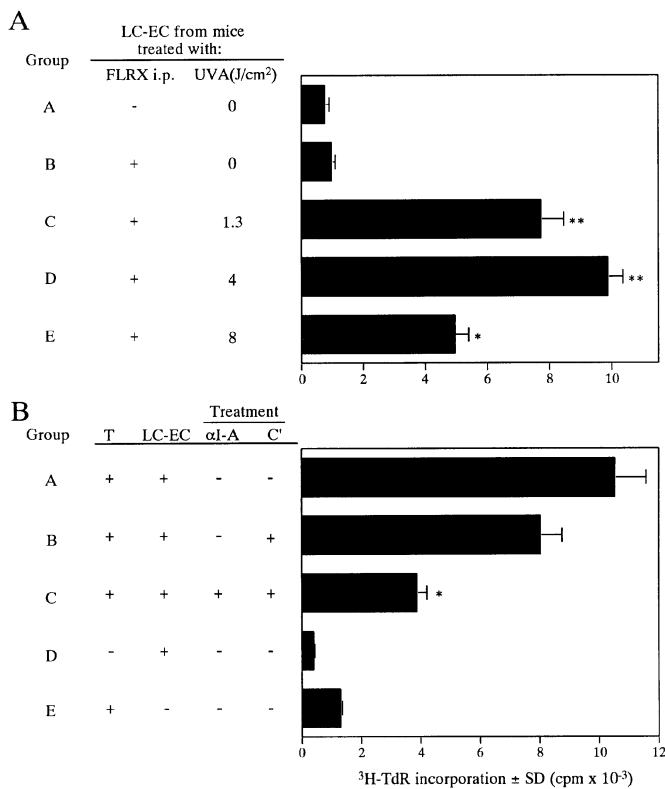 A
LC-EC from mice
treated with:
Group
FLRX i.p. UVA(J/cm²)
A - 0
B + 0
C + 1.3 **
D + 4 **
E + 8 *
0 2 4 6 8 10
B
Treatment
Group T LC-EC αI-A C'
A + + - -
B + + - +
C + + + + *
D - + - -
E + - - -
0 2 4 6 8 10 12
³H-TdR incorporation ± SD (cpm x 10⁻³)